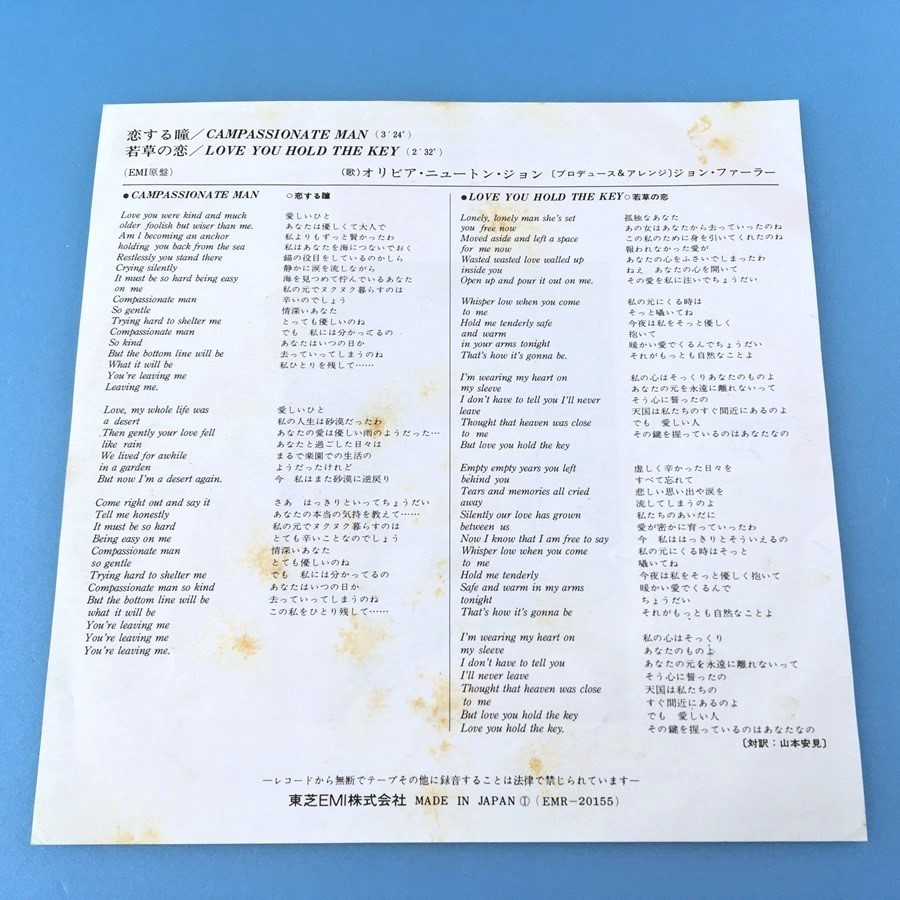 恋する瞳／CAMPASSIONATE MAN (3′24″)
若草の恋／LOVE YOU HOLD THE KEY (2′32″)
(EMI原盤)
(歌)オリビア・ニュートン・ジョン〔プロデュース&アレンジ〕ジョン・ファーラー
●CAMPASSIONATE MAN
Love you were kind and much
older foolish but wiser than me.
Am I becoming an anchor
holding you back from the sea
Restlessly you stand there
Crying silently
It must be so hard being easy
on me
Compassionate man
So gentle
Trying hard to shelter me
Compassionate man
So kind
But the bottom line will be
What it will be
You're leaving me
Leaving me.
Love, my whole life was
a desert
.Then gently your love fell
like rain
We lived for awhile
in a garden
But now I'm a desert again.
Come right out and say it
Tell me honestly
It must be so hard
Being easy on me
Compassionate man
so gentle
Trying hard to shelter me
Compassionate man so kind
But the bottom line will be
what it will be
You're leaving me
You're leaving me
You're leaving me.
○恋する瞳
愛しいひと
あなたは優しくて大人で
私よりもずっと賢かったわ
私はあなたを海につないでおく
錨の役目をしているのかしら
静かに涙を流しながら
海を見つめて佇んでいるあなた
私の元でヌクヌク暮らすのは
辛いのでしょう
情深いあなた
とっても優しいのね
でも　私には分かってるの
あなたはいつの日か
去っていってしまうのね
私ひとりを残して……
愛しいひと
私の人生は砂漠だったわ
あなたの愛は優しい雨のようだった…
あなたと過ごした日々は
まるで楽園での生活の
ようだったけれど
今　私はまた砂漠に逆戻り
さあ　はっきりといってちょうだい
あなたの本当の気持を教えて……
私の元でヌクヌク暮らすのは
とても辛いことなのでしょう
情深いあなた
とても優しいのね
でも　私には分かってるの
あなたはいつの日か
去っていってしまうのね
この私をひとり残して……
●LOVE YOU HOLD THE KEY
Lonely, lonely man she's set
you free now
Moved aside and left a space
for me now
Wasted wasted love walled up
inside you
Open up and pour it out on me.
Whisper low when you come
to me
Hold me tenderly safe
and warm
in your arms tonight
That's how it's gonna be.
I'm wearing my heart on
my sleeve
I don't have to tell you I'll never
leave
Thought that heaven was close
to me
But love you hold the key
Empty empty years you left
behind you
Tears and memories all cried
away
Silently our love has grown
between us
Now I know that I am free to say
Whisper low when you come
to me
Hold me tenderly
Safe and warm in my arms
tonight
That's how it's gonna be
I'm wearing my heart on
my sleeve
I don't have to tell you
I'll never leave
Thought that heaven was close
to me
But love you hold the key
Love you hold the key.
○若草の恋
孤独なあなた
あの女はあなたから去っていったのね
この私のために身を引いてくれたのね
報われなかった愛が
あなたの心をふさいでしまったわ
ねえ　あなたの心を開いて
その愛を私に注いでちょうだい
私の元にくる時は
そっと囁いてね
今夜は私をそっと優しく
抱いて
暖かい愛でくるんでちょうだい
それがもっとも自然なことよ
私の心はそっくりあなたのものよ
あなたの元を永遠に離れないって
そう心に誓ったの
天国は私たちのすぐ間近にあるのよ
でも　愛しい人
その鍵を握っているのはあなたなの
虚しく辛かった日々を
すべて忘れて
悲しい思い出や涙を
流してしまうのよ
私たちのあいだに
愛が密かに育っていったわ
今　私ははっきりとそういえるの
私の元にくる時はそっと
囁いてね
今夜は私をそっと優しく抱いて
暖かい愛でくるんで
ちょうだい
それがもっとも自然なことよ
私の心はそっくり
あなたのものよ
あなたの元を永遠に離れないって
そう心に誓ったの
天国は私たちの
すぐ間近にあるのよ
でも　愛しい人
その鍵を握っているのはあなたなの
〔対訳：山本安見〕
―レコードから無断でテープその他に録音することは法律で禁じられています―
東芝EMI株式会社 MADE IN JAPAN ① (EMR－20155)